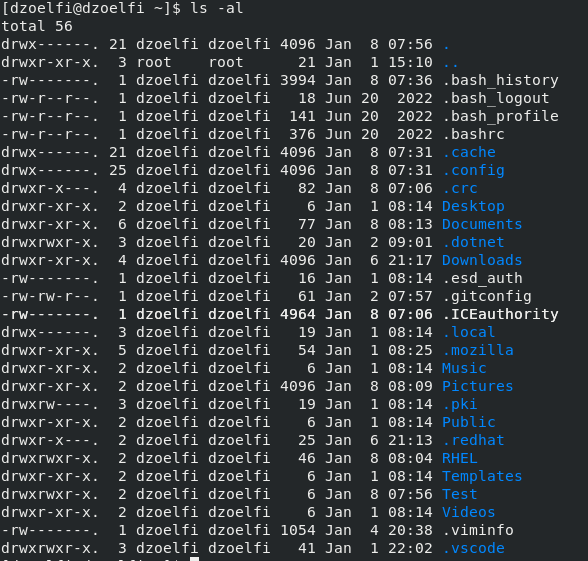 [dzoelfi@dzoelfi ~]$ ls -al
total 56
drwx------. 21 dzoelfi dzoelfi 4096 Jan  8 07:56 .
drwxr-xr-x.  3 root    root      21 Jan  1 15:10 ..
-rw-------.  1 dzoelfi dzoelfi 3994 Jan  8 07:36 .bash_history
-rw-r--r--.  1 dzoelfi dzoelfi   18 Jun 20  2022 .bash_logout
-rw-r--r--.  1 dzoelfi dzoelfi  141 Jun 20  2022 .bash_profile
-rw-r--r--.  1 dzoelfi dzoelfi  376 Jun 20  2022 .bashrc
drwx------. 21 dzoelfi dzoelfi 4096 Jan  8 07:31 .cache
drwx------. 25 dzoelfi dzoelfi 4096 Jan  8 07:31 .config
drwxr-x---.  4 dzoelfi dzoelfi   82 Jan  8 07:06 .crc
drwxr-xr-x.  2 dzoelfi dzoelfi    6 Jan  1 08:14 Desktop
drwxr-xr-x.  6 dzoelfi dzoelfi   77 Jan  8 08:13 Documents
drwxrwxr-x.  3 dzoelfi dzoelfi   20 Jan  2 09:01 .dotnet
drwxr-xr-x.  4 dzoelfi dzoelfi 4096 Jan  6 21:17 Downloads
-rw-------.  1 dzoelfi dzoelfi   16 Jan  1 08:14 .esd_auth
-rw-rw-r--.  1 dzoelfi dzoelfi   61 Jan  2 07:57 .gitconfig
-rw-------.  1 dzoelfi dzoelfi 4964 Jan  8 07:06 .ICEauthority
drwx------.  3 dzoelfi dzoelfi   19 Jan  1 08:14 .local
drwxr-xr-x.  5 dzoelfi dzoelfi   54 Jan  1 08:25 .mozilla
drwxr-xr-x.  2 dzoelfi dzoelfi    6 Jan  1 08:14 Music
drwxr-xr-x.  2 dzoelfi dzoelfi 4096 Jan  8 08:09 Pictures
drwxrw----.  3 dzoelfi dzoelfi   19 Jan  1 08:14 .pki
drwxr-xr-x.  2 dzoelfi dzoelfi    6 Jan  1 08:14 Public
drwxr-x---.  2 dzoelfi dzoelfi   25 Jan  6 21:13 .redhat
drwxrwxr-x.  2 dzoelfi dzoelfi   46 Jan  8 08:04 RHEL
drwxr-xr-x.  2 dzoelfi dzoelfi    6 Jan  1 08:14 Templates
drwxrwxr-x.  2 dzoelfi dzoelfi    6 Jan  8 07:56 Test
drwxr-xr-x.  2 dzoelfi dzoelfi    6 Jan  1 08:14 Videos
-rw-------.  1 dzoelfi dzoelfi 1054 Jan  4 20:38 .viminfo
drwxrwxr-x.  3 dzoelfi dzoelfi   41 Jan  1 22:02 .vscode